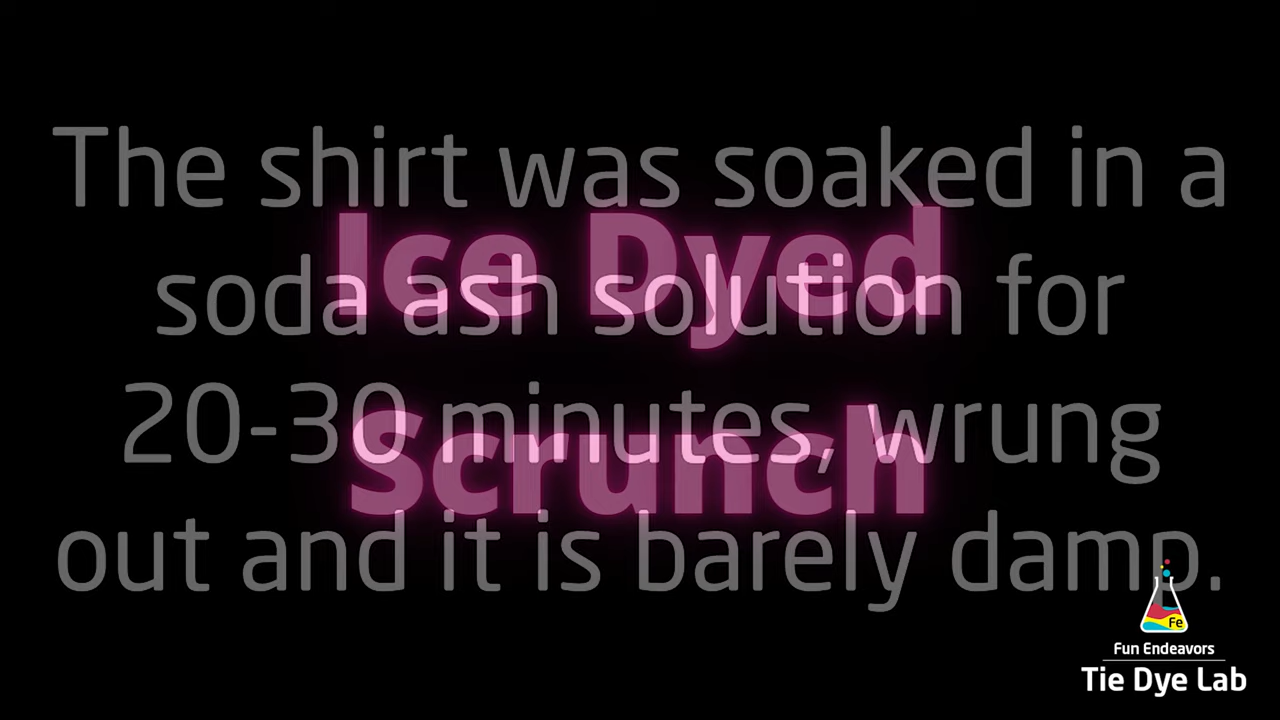 The shirt was soaked in a
soda ash solution for
20-30 minutes, wrung
out and it is barely damp.
Ice Dyed
Scrunch
Fe
Fun Endeavors
Tie Dye Lab